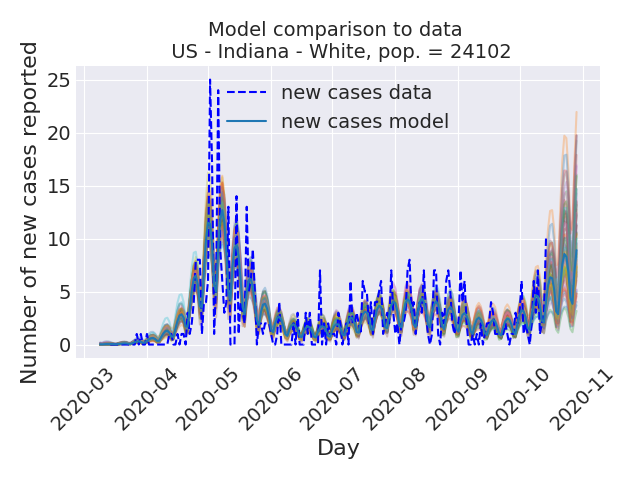 Model comparison to data
US - Indiana - White, pop. = 24102
Number of new cases reported
25
20
15
10
5
0
new cases data
new cases model
2020-03
2020-04
2020-05
2020-06
2020-07
2020-08
2020-09
2020-10
2020-11
Day